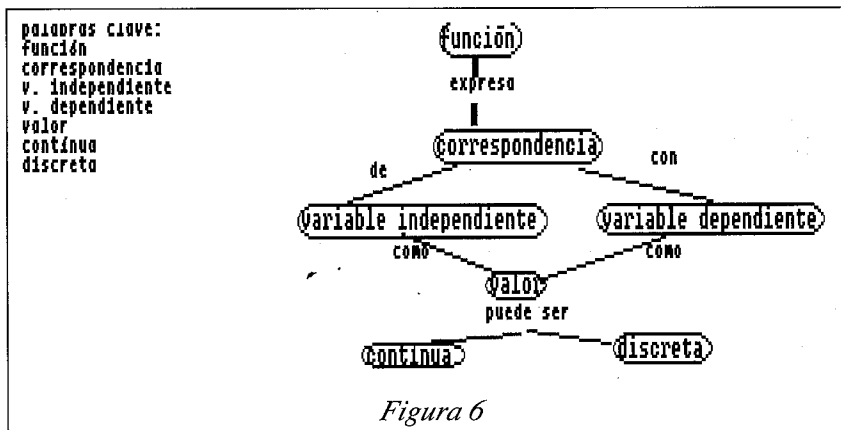 palabras clave:
función
correspondencia
v. independiente
v. dependiente
valor
contínua
discreta
función
expresa
correspondencia
de
con
variable independiente
variable dependiente
como
como
valor
puede ser
contínua
discreta
Figura 6